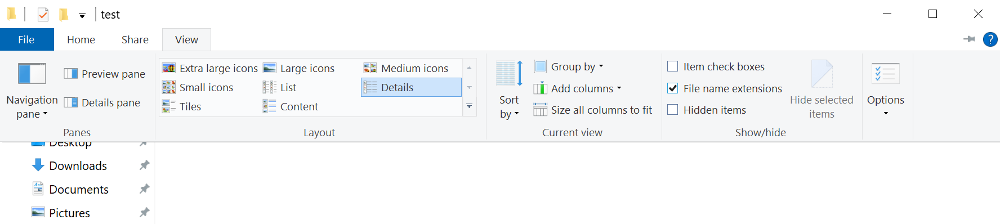 test
File Home Share View
?
Navigation pane
Preview pane
Details pane
Panes
Extra large icons Large icons Medium icons
Small icons List Details
Tiles Content
Layout
Sort by
Group by
Add columns
Size all columns to fit
Current view
Item check boxes
File name extensions
Hidden items
Hide selected items
Show/hide
Options
Desktop
Downloads
Documents
Pictures